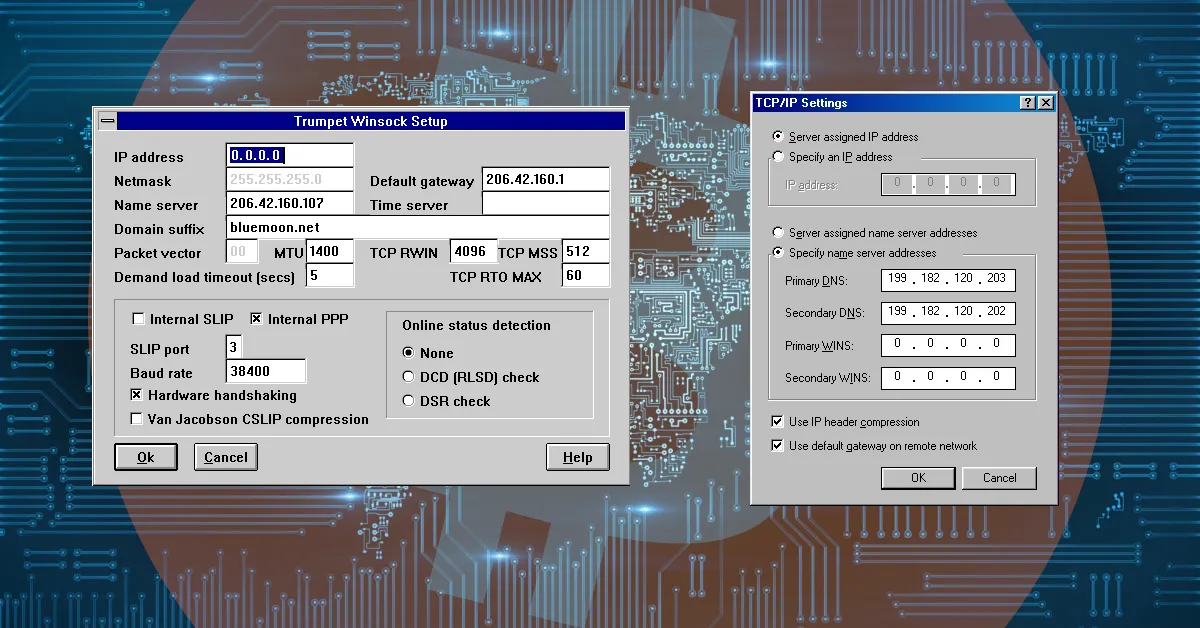 Trumpet Winsock Setup
IP address 0.0.0.0
Netmask 255.255.255.0 Default gateway 206.42.160.1
Name server 206.42.160.107 Time server
Domain suffix bluemoon.net
Packet vector 00 MTU 1400 TCP RWIN 4096 TCP MSS 512
Demand load timeout (secs) 5 TCP RTO MAX 60
Internal SLIP Internal PPP
SLIP port 3
Baud rate 38400
Hardware handshaking
Van Jacobson CSLIP compression
Online status detection
None
DCD (RLSD) check
DSR check
Ok Cancel Help
TCP/IP Settings
Server assigned IP address
Specify an IP address
IP address: 0 . 0 . 0 . 0
Server assigned name server addresses
Specify name server addresses
Primary DNS: 199 . 182 . 120 . 203
Secondary DNS: 199 . 182 . 120 . 202
Primary WINS: 0 . 0 . 0 . 0
Secondary WINS: 0 . 0 . 0 . 0
Use IP header compression
Use default gateway on remote network
OK Cancel